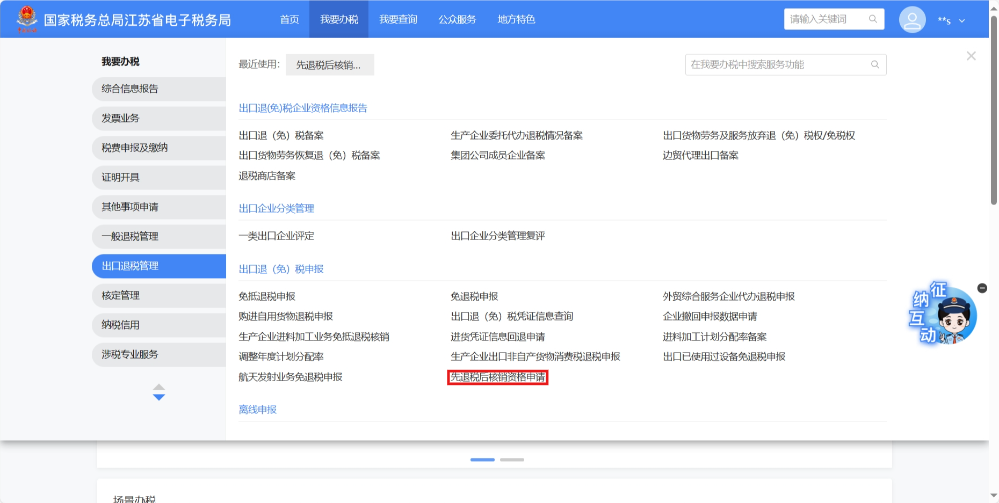 国家税务总局江苏省电子税务局
首页 我要办税 我要查询 公众服务 地方特色
请输入关键词
**s
我要办税
综合信息报告
发票业务
税费申报及缴纳
证明开具
其他事项申请
一般退税管理
出口退税管理
核定管理
纳税信用
涉税专业服务
最近使用： 先退税后核销...
在我要办税中搜索服务功能
出口退(免)税企业资格信息报告
出口退（免）税备案 生产企业委托代办退税情况备案 出口货物劳务及服务放弃退（免）税权/免税权
出口货物劳务恢复退（免）税备案 集团公司成员企业备案 边贸代理出口备案
退税商店备案
出口企业分类管理
一类出口企业评定 出口企业分类管理复评
出口退（免）税申报
免抵退税申报 免退税申报 外贸综合服务企业代办退税申报
购进自用货物退税申报 出口退（免）税凭证信息查询 企业撤回申报数据申请
生产企业进料加工业务免抵退税核销 进货凭证信息回退申请 进料加工计划分配率备案
调整年度计划分配率 生产企业出口非自产货物消费税退税申报 出口已使用过设备免退税申报
航天发射业务免退税申报 先退税后核销资格申请
离线申报
征纳互动
场景办税